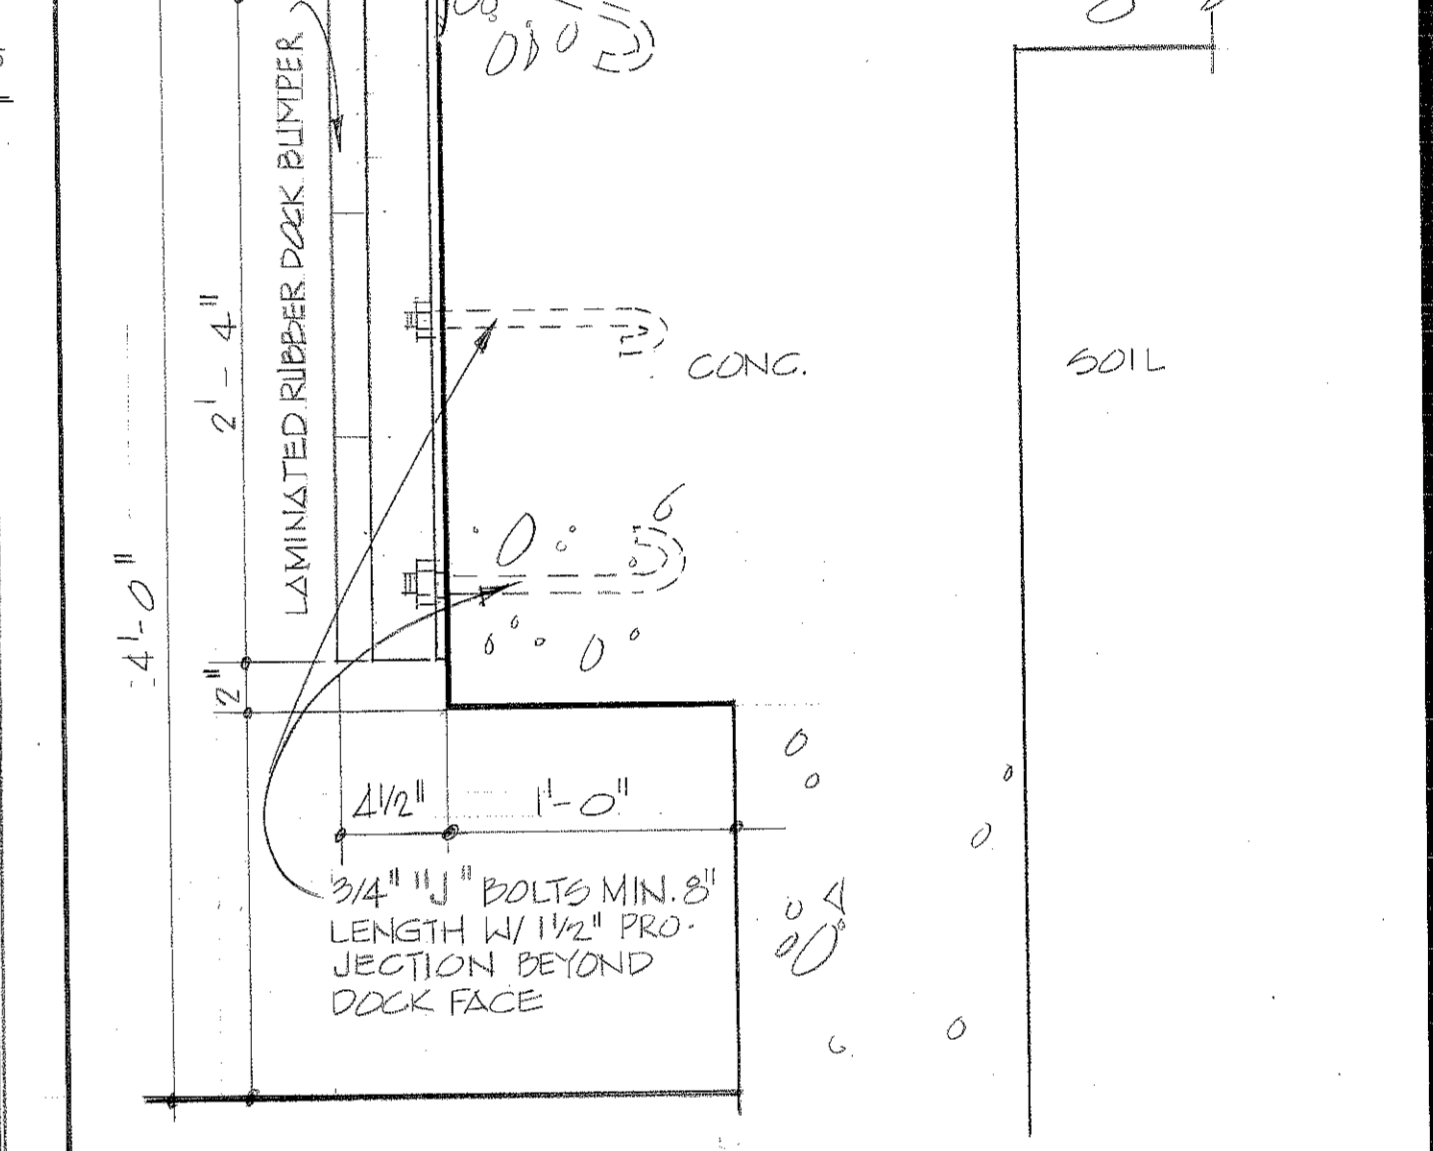 LAMINATED RUBBER DOCK BUMPER
2'-4"
4'-0"
2"
CONC.
SOIL
4 1/2"
1'-0"
3/4" "J" BOLTS MIN. 8"
LENGTH W/ 1 1/2" PRO-
JECTION BEYOND
DOCK FACE